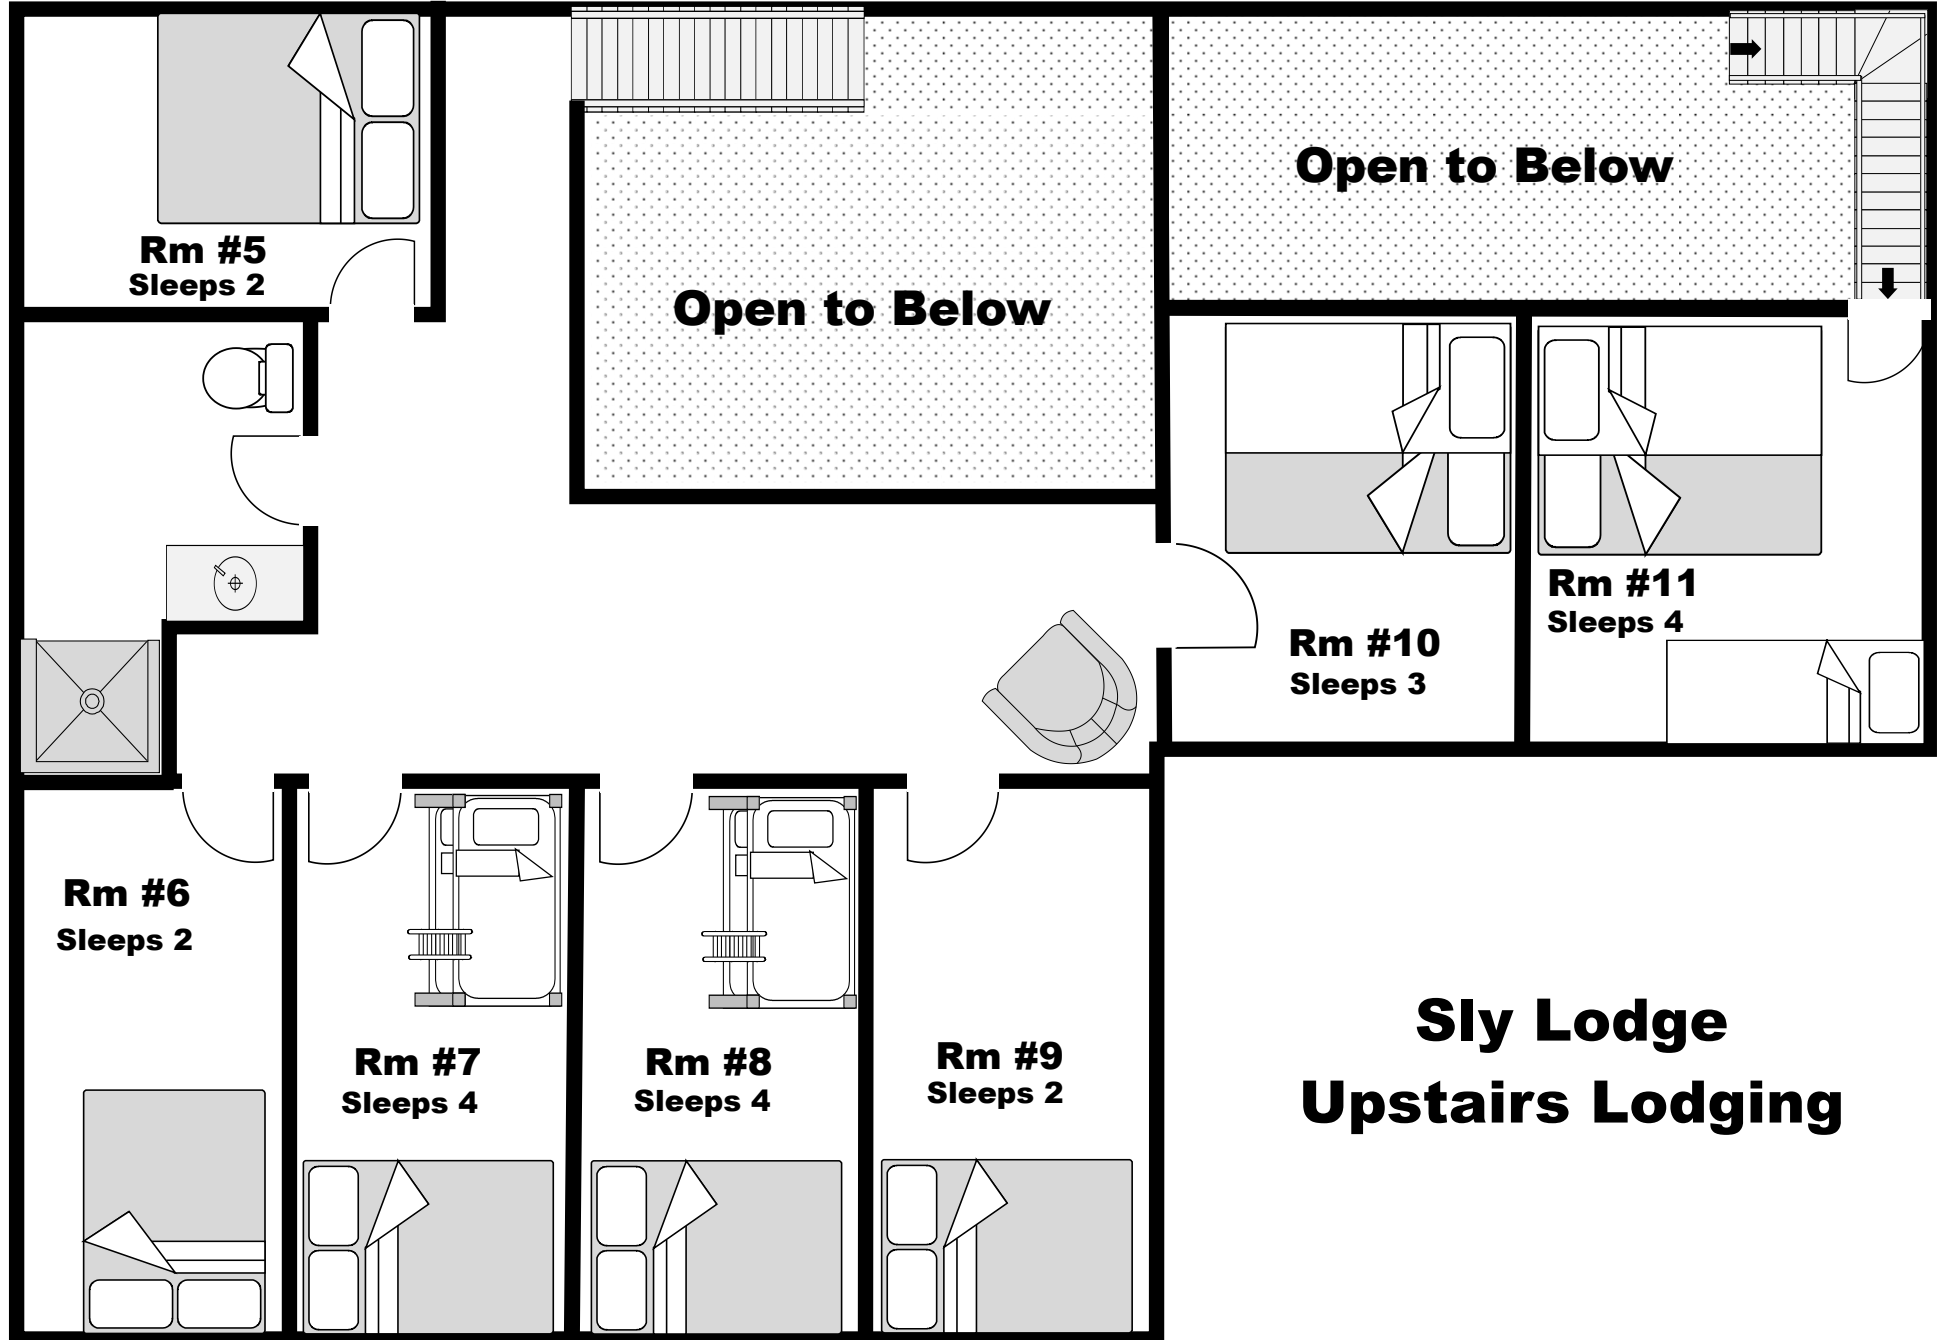 Open to Below
Rm #5
Sleeps 2
Open to Below
Rm #10
Sleeps 3
Rm #11
Sleeps 4
Rm #6
Sleeps 2
Rm #7
Sleeps 4
Rm #8
Sleeps 4
Rm #9
Sleeps 2
Sly Lodge
Upstairs Lodging